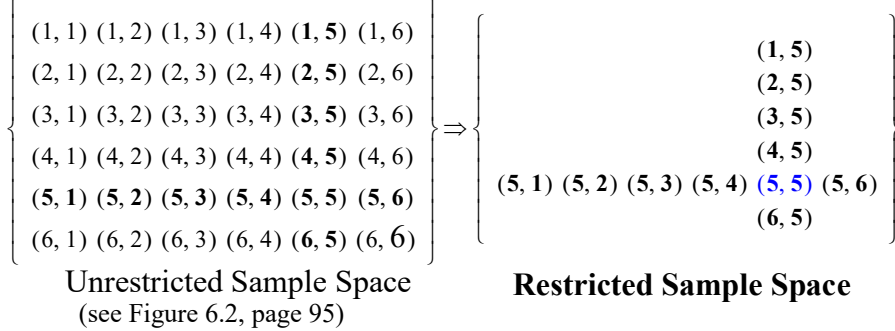 (1, 1) (1, 2) (1, 3) (1, 4) (1, 5) (1, 6)
(2, 1) (2, 2) (2, 3) (2, 4) (2, 5) (2, 6)
(3, 1) (3, 2) (3, 3) (3, 4) (3, 5) (3, 6)
(4, 1) (4, 2) (4, 3) (4, 4) (4, 5) (4, 6)
(5, 1) (5, 2) (5, 3) (5, 4) (5, 5) (5, 6)
(6, 1) (6, 2) (6, 3) (6, 4) (6, 5) (6, 6)
Unrestricted Sample Space
(see Figure 6.2, page 95)
⇒
(1, 5)
(2, 5)
(3, 5)
(4, 5)
(5, 1) (5, 2) (5, 3) (5, 4) (5, 5) (5, 6)
(6, 5)
Restricted Sample Space